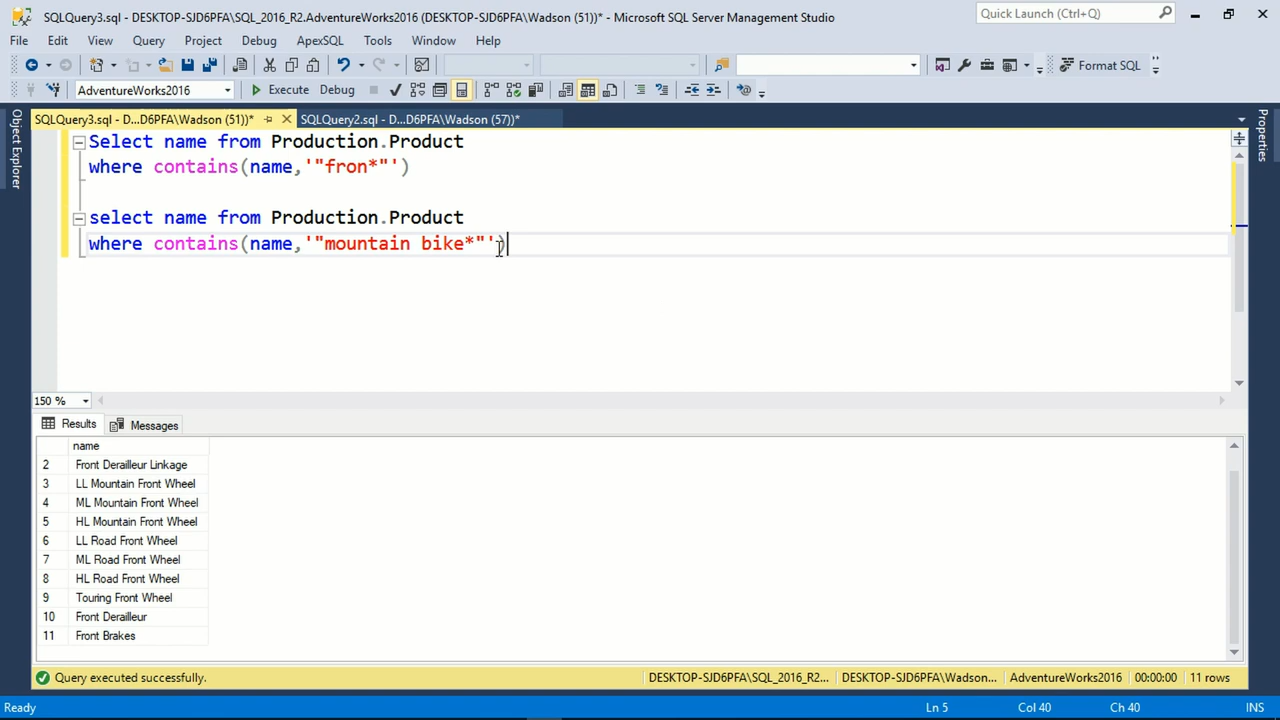 SQLQuery3.sql - DESKTOP-SJD6PFA\SQL_2016_R2.AdventureWorks2016 (DESKTOP-SJD6PFA\Wadson (51))* - Microsoft SQL Server Management Studio
Quick Launch (Ctrl+Q)
File Edit View Query Project Debug ApexSQL Tools Window Help
Format SQL
AdventureWorks2016 Execute Debug
SQLQuery3.sql - D...D6PFA\Wadson (51))* SQLQuery2.sql - D...D6PFA\Wadson (57))*
Object Explorer
Properties
Select name from Production.Product
where contains(name,'"fron*"')
select name from Production.Product
where contains(name,'"mountain bike*"')
150 %
Results Messages
name
2 Front Derailleur Linkage
3 LL Mountain Front Wheel
4 ML Mountain Front Wheel
5 HL Mountain Front Wheel
6 LL Road Front Wheel
7 ML Road Front Wheel
8 HL Road Front Wheel
9 Touring Front Wheel
10 Front Derailleur
11 Front Brakes
Query executed successfully. DESKTOP-SJD6PFA\SQL_2016_R2... DESKTOP-SJD6PFA\Wadson... AdventureWorks2016 00:00:00 11 rows
Ready Ln 5 Col 40 Ch 40 INS